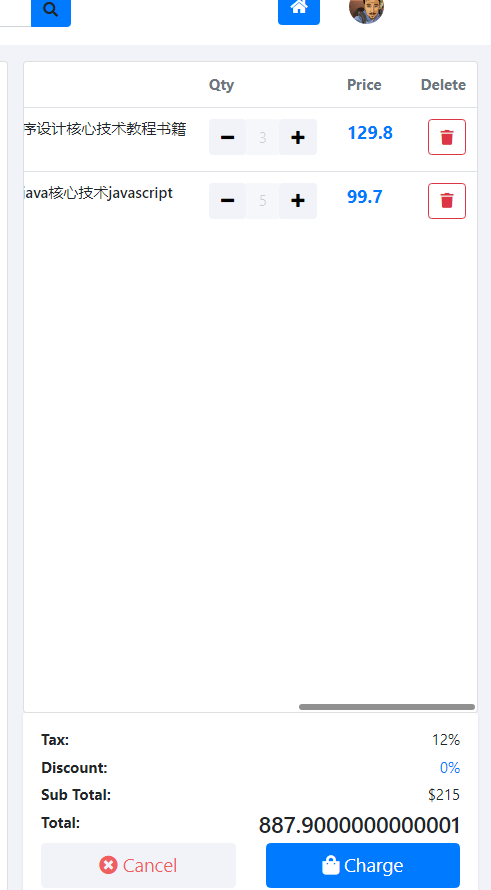 Qty Price Delete
序设计核心技术教程书籍 3 129.8
java核心技术javascript 5 99.7
Tax: 12%
Discount: 0%
Sub Total: $215
Total: 887.9000000000001
Cancel Charge